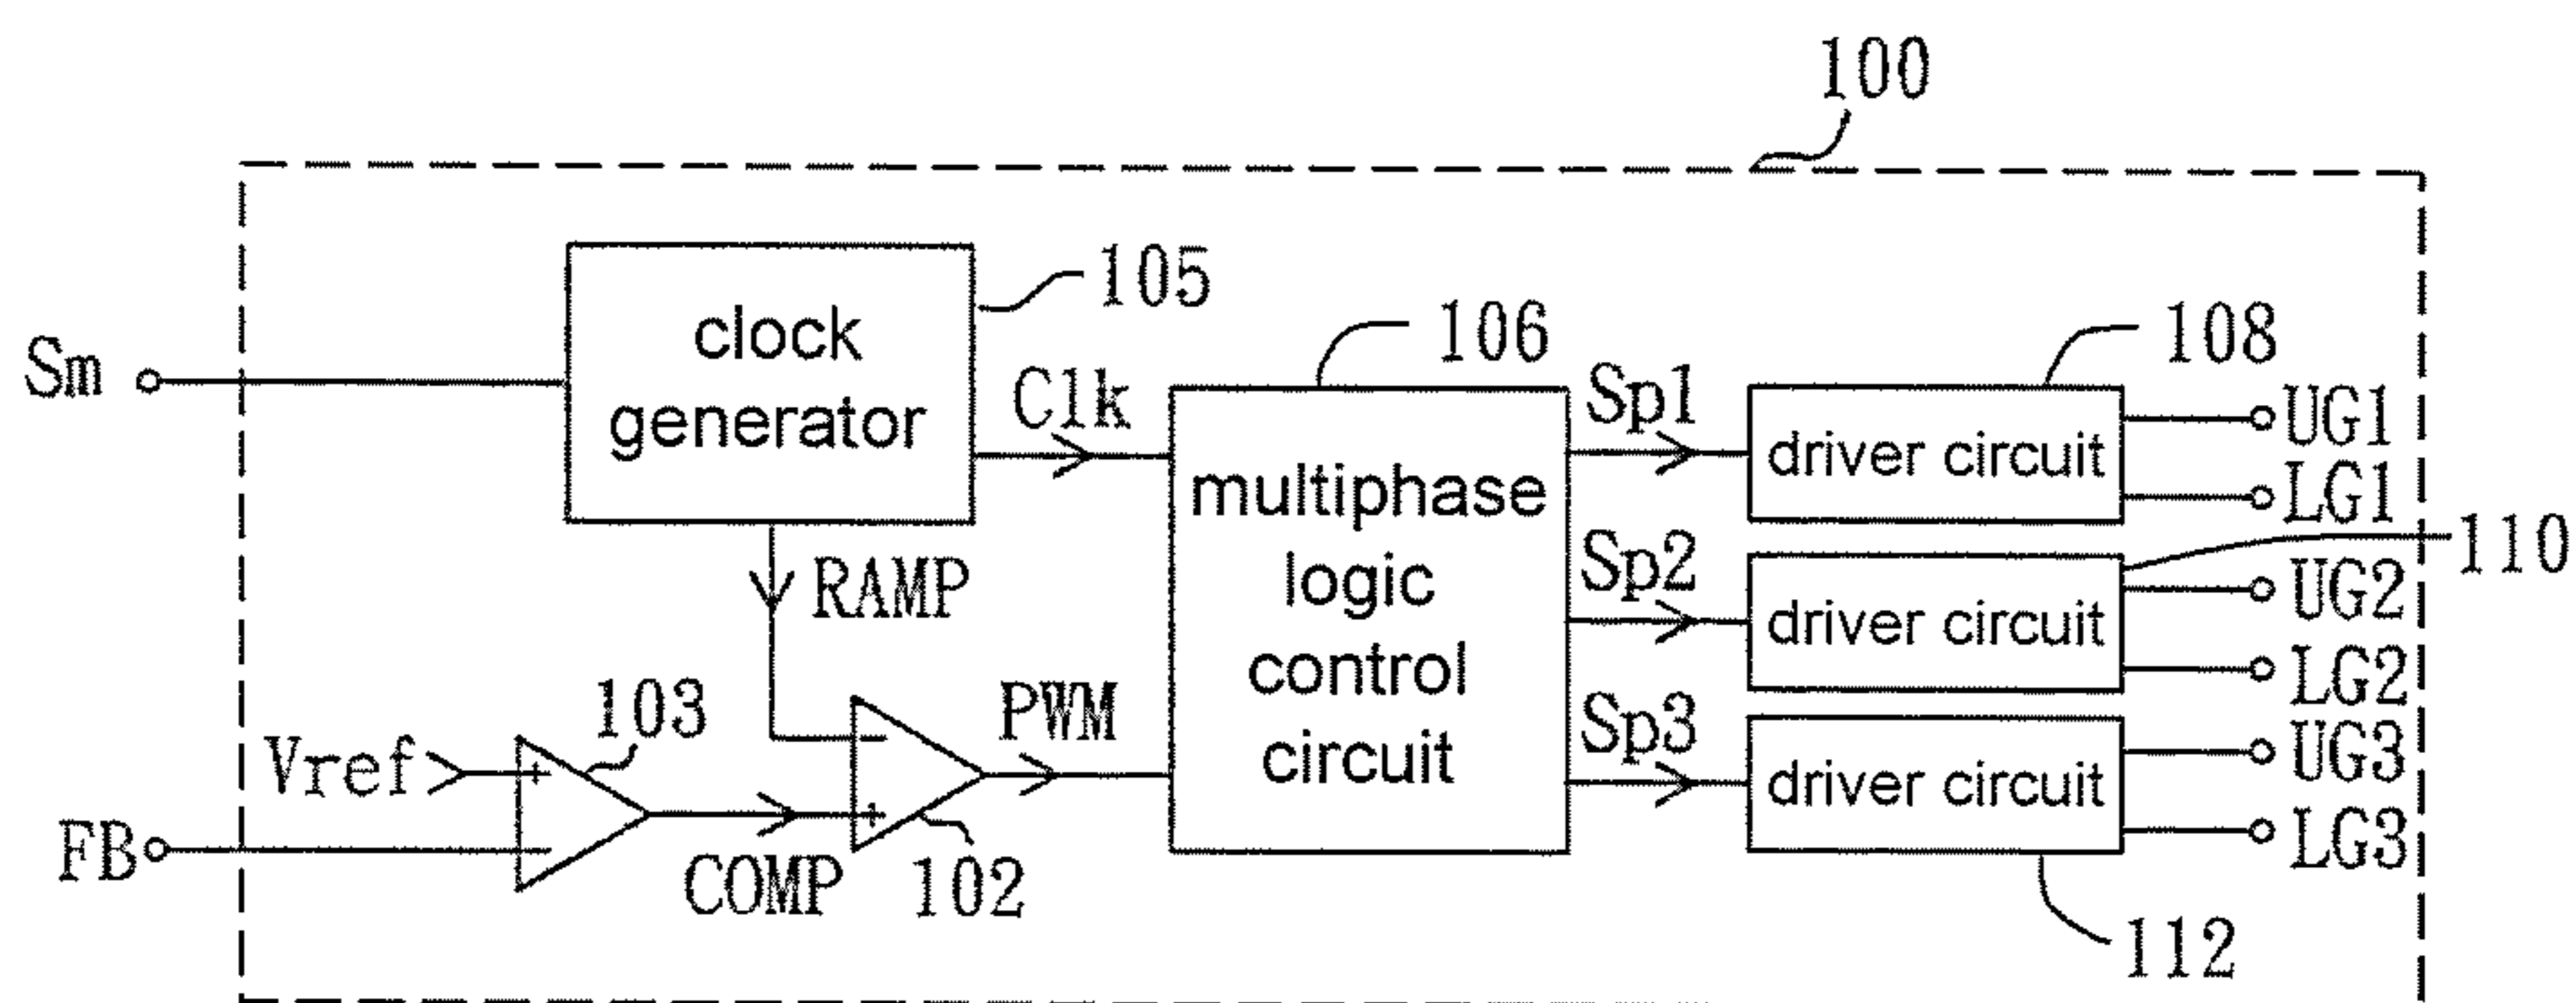 100
clock
generator
105
Sm
Clk
106
multiphase
logic
control
circuit
Sp1
108
driver circuit
UG1
LG1
110
RAMP
Sp2
driver circuit
UG2
LG2
Vref
+
103
FB
−
COMP
−
+
102
PWM
Sp3
driver circuit
UG3
LG3
112